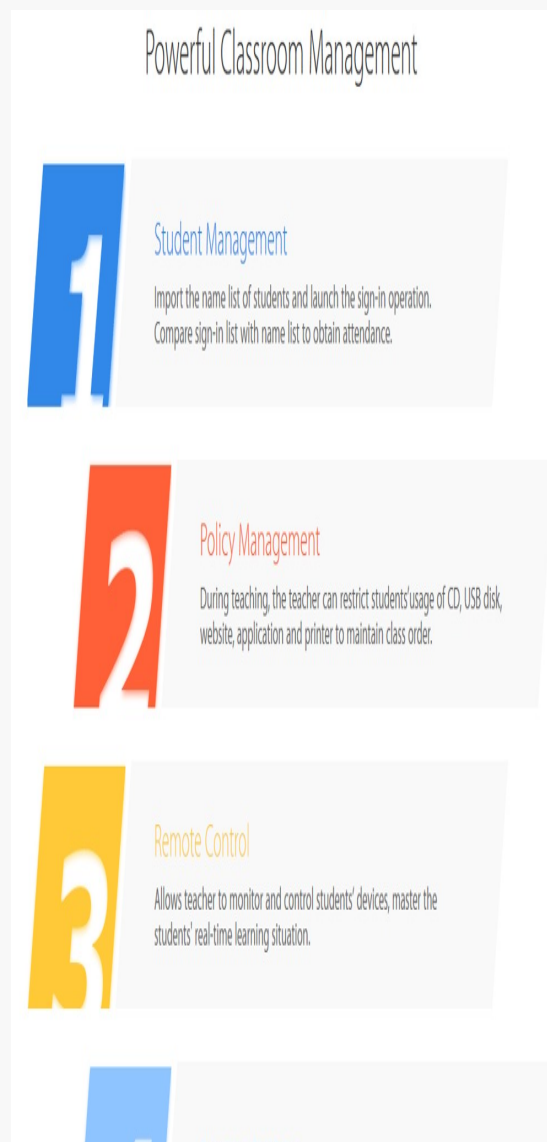 Powerful Classroom Management
1
Student Management
Import the name list of students and launch the sign-in operation.
Compare sign-in list with name list to obtain attendance.
2
Policy Management
During teaching, the teacher can restrict students'usage of CD, USB disk,
website, application and printer to maintain class order.
3
Remote Control
Allows teacher to monitor and control students' devices, master the
students' real-time learning situation.